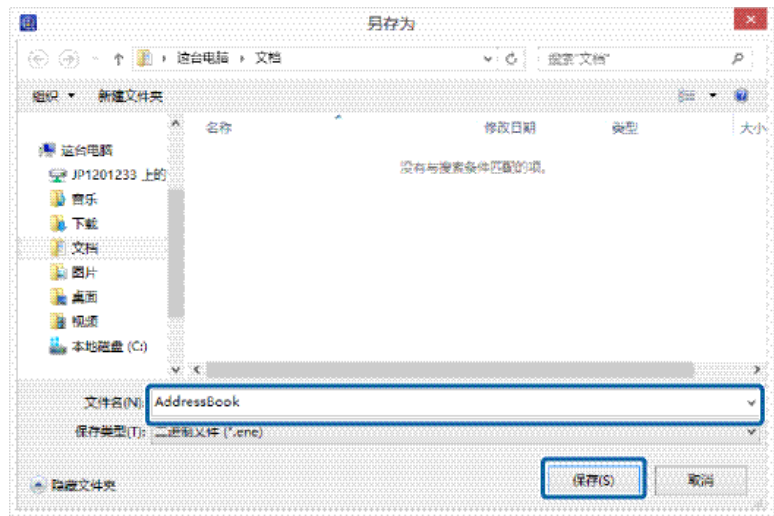 另存为
这台电脑 文档
搜索"文档"
组织 新建文件夹
名称 修改日期 类型 大小
没有与搜索条件匹配的项。
这台电脑
JP1201233 上的
音乐
下载
文档
图片
桌面
视频
本地磁盘 (C:)
文件名(N): AddressBook
保存类型(T): 二进制文件 (*.ene)
隐藏文件夹
保存(S) 取消